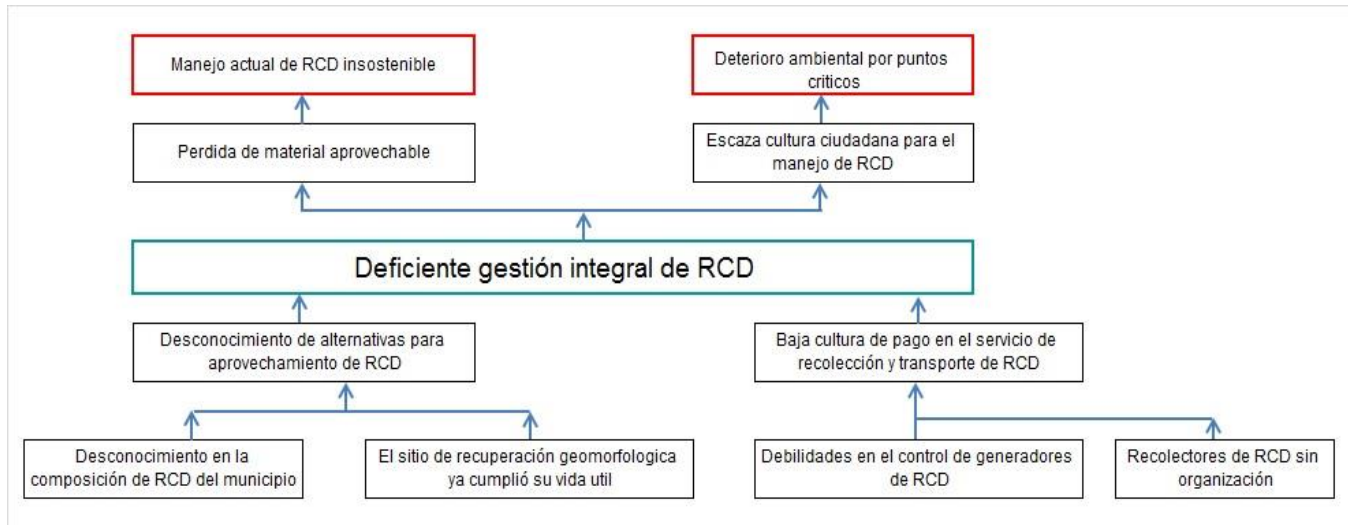 Manejo actual de RCD insostenible
Deterioro ambiental por puntos
criticos
Perdida de material aprovechable
Escaza cultura ciudadana para el
manejo de RCD
Deficiente gestión integral de RCD
Desconocimiento de alternativas para
aprovechamiento de RCD
Baja cultura de pago en el servicio de
recolección y transporte de RCD
Desconocimiento en la
composición de RCD del municipio
El sitio de recuperación geomorfologica
ya cumplió su vida util
Debilidades en el control de generadores
de RCD
Recolectores de RCD sin
organización